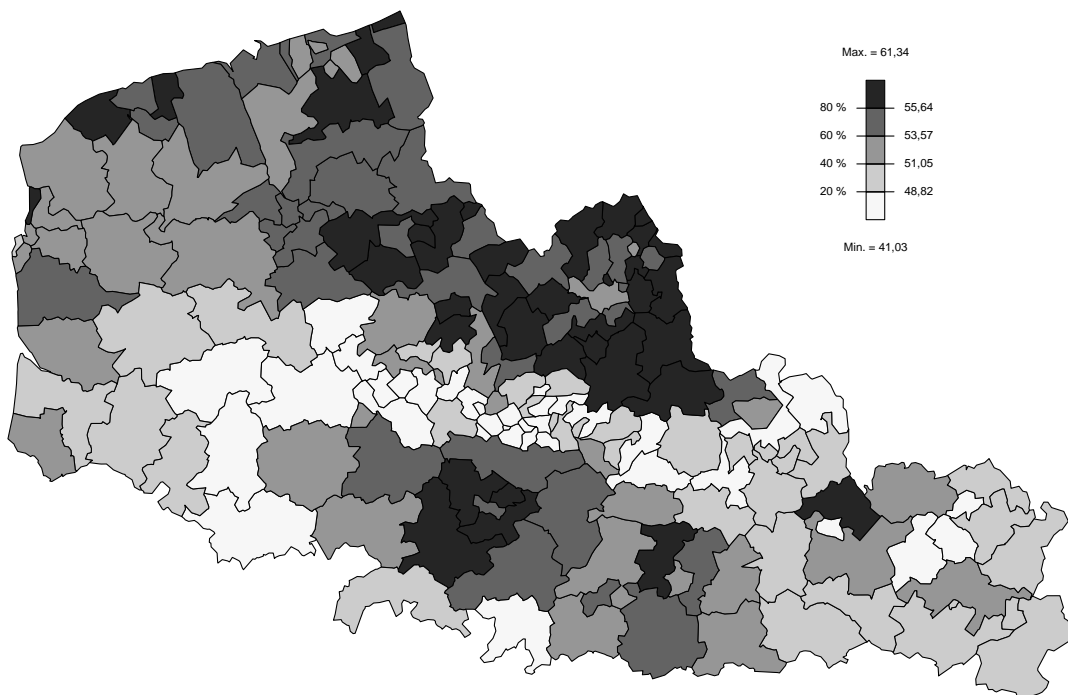 Max. = 61,34
80 % 55,64
60 % 53,57
40 % 51,05
20 % 48,82
Min. = 41,03